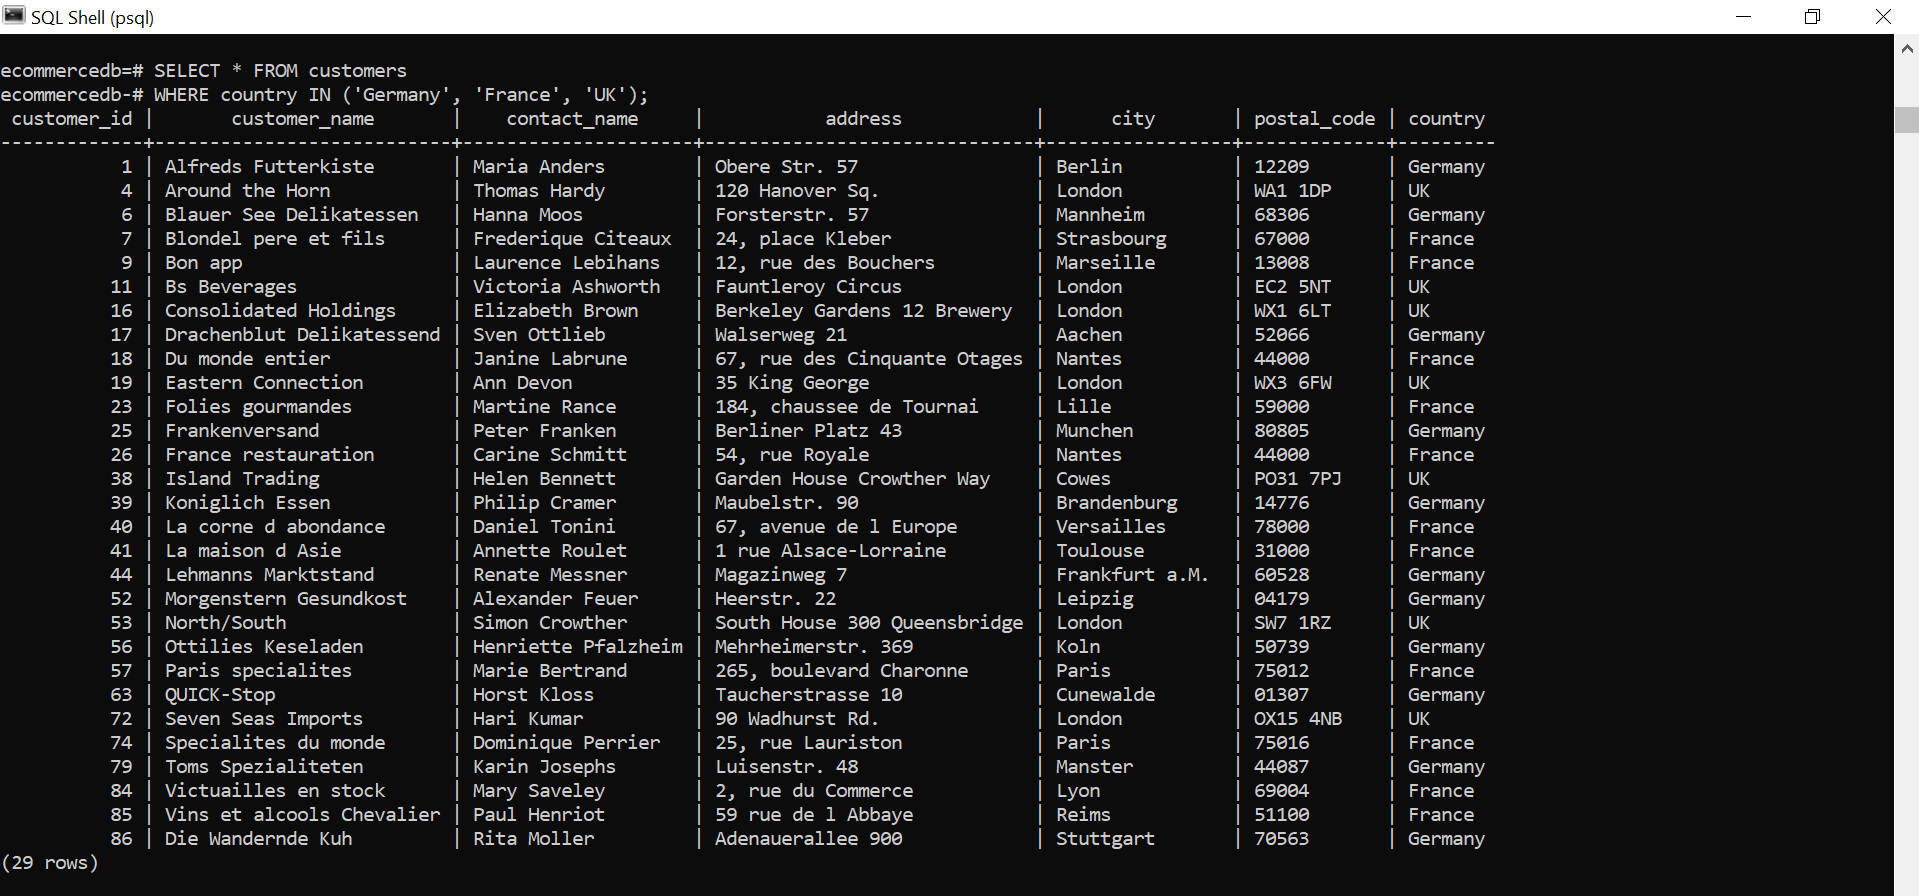 SQL Shell (psql)
ecommercedb=# SELECT * FROM customers
ecommercedb-# WHERE country IN ('Germany', 'France', 'UK');
 customer_id |       customer_name       |    contact_name     |           address            |      city       | postal_code | country
-------------+---------------------------+---------------------+------------------------------+-----------------+-------------+---------
           1 | Alfreds Futterkiste       | Maria Anders        | Obere Str. 57                | Berlin          | 12209       | Germany
           4 | Around the Horn           | Thomas Hardy        | 120 Hanover Sq.              | London          | WA1 1DP     | UK
           6 | Blauer See Delikatessen   | Hanna Moos          | Forsterstr. 57               | Mannheim        | 68306       | Germany
           7 | Blondel pere et fils      | Frederique Citeaux  | 24, place Kleber             | Strasbourg      | 67000       | France
           9 | Bon app                   | Laurence Lebihans   | 12, rue des Bouchers         | Marseille       | 13008       | France
          11 | Bs Beverages              | Victoria Ashworth   | Fauntleroy Circus            | London          | EC2 5NT     | UK
          16 | Consolidated Holdings     | Elizabeth Brown     | Berkeley Gardens 12 Brewery  | London          | WX1 6LT     | UK
          17 | Drachenblut Delikatessend | Sven Ottlieb        | Walserweg 21                 | Aachen          | 52066       | Germany
          18 | Du monde entier           | Janine Labrune      | 67, rue des Cinquante Otages | Nantes          | 44000       | France
          19 | Eastern Connection        | Ann Devon           | 35 King George               | London          | WX3 6FW     | UK
          23 | Folies gourmandes         | Martine Rance       | 184, chaussee de Tournai     | Lille           | 59000       | France
          25 | Frankenversand            | Peter Franken       | Berliner Platz 43            | Munchen         | 80805       | Germany
          26 | France restauration       | Carine Schmitt      | 54, rue Royale               | Nantes          | 44000       | France
          38 | Island Trading            | Helen Bennett       | Garden House Crowther Way    | Cowes           | PO31 7PJ    | UK
          39 | Koniglich Essen           | Philip Cramer       | Maubelstr. 90                | Brandenburg     | 14776       | Germany
          40 | La corne d abondance      | Daniel Tonini       | 67, avenue de l Europe       | Versailles      | 78000       | France
          41 | La maison d Asie          | Annette Roulet      | 1 rue Alsace-Lorraine        | Toulouse        | 31000       | France
          44 | Lehmanns Marktstand       | Renate Messner      | Magazinweg 7                 | Frankfurt a.M.  | 60528       | Germany
          52 | Morgenstern Gesundkost    | Alexander Feuer     | Heerstr. 22                  | Leipzig         | 04179       | Germany
          53 | North/South               | Simon Crowther      | South House 300 Queensbridge | London          | SW7 1RZ     | UK
          56 | Ottilies Keseladen        | Henriette Pfalzheim | Mehrheimerstr. 369           | Koln            | 50739       | Germany
          57 | Paris specialites         | Marie Bertrand      | 265, boulevard Charonne      | Paris           | 75012       | France
          63 | QUICK-Stop                | Horst Kloss         | Taucherstrasse 10            | Cunewalde       | 01307       | Germany
          72 | Seven Seas Imports        | Hari Kumar          | 90 Wadhurst Rd.              | London          | OX15 4NB    | UK
          74 | Specialites du monde      | Dominique Perrier   | 25, rue Lauriston            | Paris           | 75016       | France
          79 | Toms Spezialiteten        | Karin Josephs       | Luisenstr. 48                | Manster         | 44087       | Germany
          84 | Victuailles en stock      | Mary Saveley        | 2, rue du Commerce           | Lyon            | 69004       | France
          85 | Vins et alcools Chevalier | Paul Henriot        | 59 rue de l Abbaye           | Reims           | 51100       | France
          86 | Die Wandernde Kuh         | Rita Moller         | Adenauerallee 900            | Stuttgart       | 70563       | Germany
(29 rows)